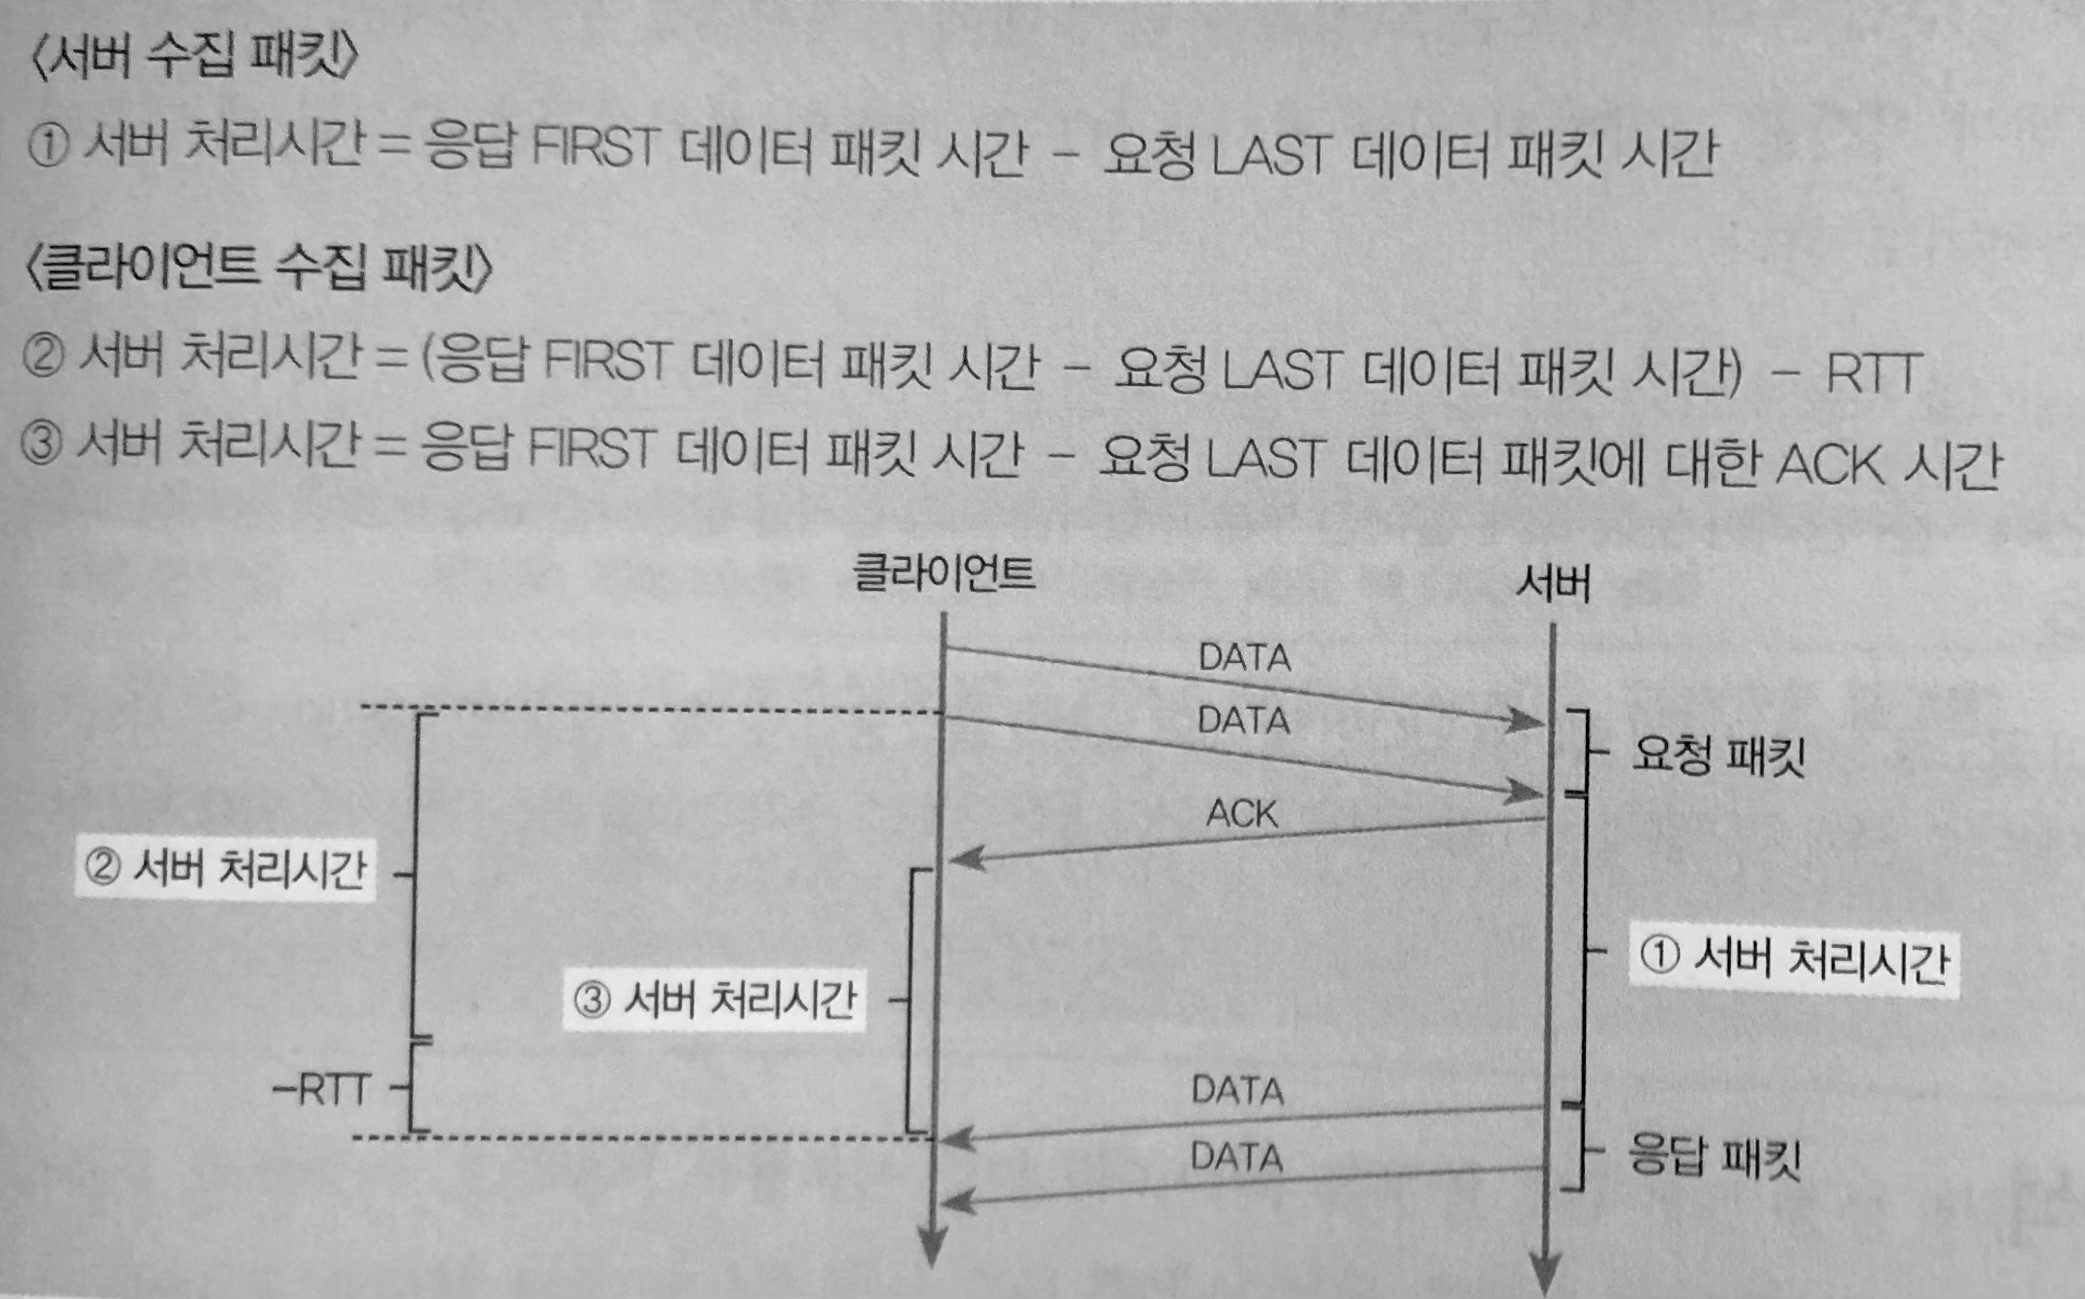 〈서버 수집 패킷〉
① 서버 처리시간 = 응답 FIRST 데이터 패킷 시간 – 요청 LAST 데이터 패킷 시간
〈클라이언트 수집 패킷〉
② 서버 처리시간 = (응답 FIRST 데이터 패킷 시간 – 요청 LAST 데이터 패킷 시간) – RTT
③ 서버 처리시간 = 응답 FIRST 데이터 패킷 시간 – 요청 LAST 데이터 패킷에 대한 ACK 시간
클라이언트
서버
DATA
DATA
요청 패킷
ACK
② 서버 처리시간
① 서버 처리시간
③ 서버 처리시간
–RTT
DATA
DATA
응답 패킷